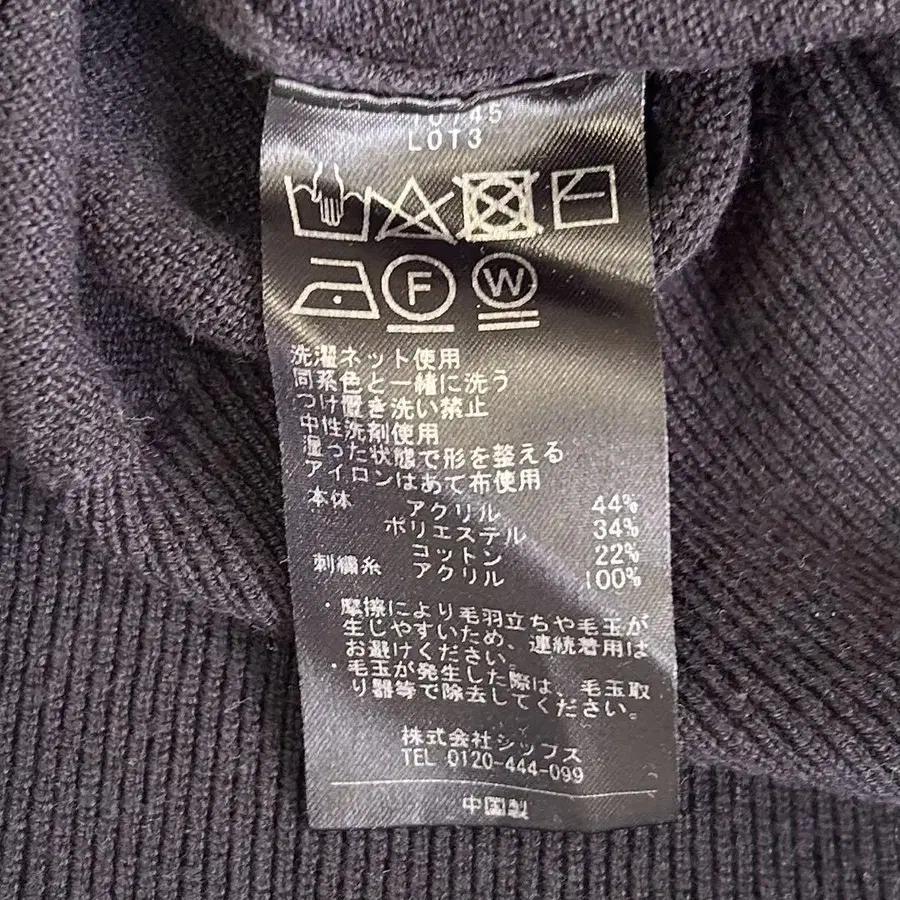 LOT3
F W
洗濯ネット使用
同系色と一緒に洗う
つけ置き洗い禁止
中性洗剤使用
湿った状態で形を整える
アイロンはあて布使用
本体 アクリル 44%
ポリエステル 34%
コットン 22%
刺繍糸 アクリル 100%
・摩擦により毛羽立ちや毛玉が
生じやすいため、連続着用は
お避けください。
・毛玉が発生した際は、毛玉取
り器等で除去してください。
株式会社シップス
TEL 0120-444-099
中国製